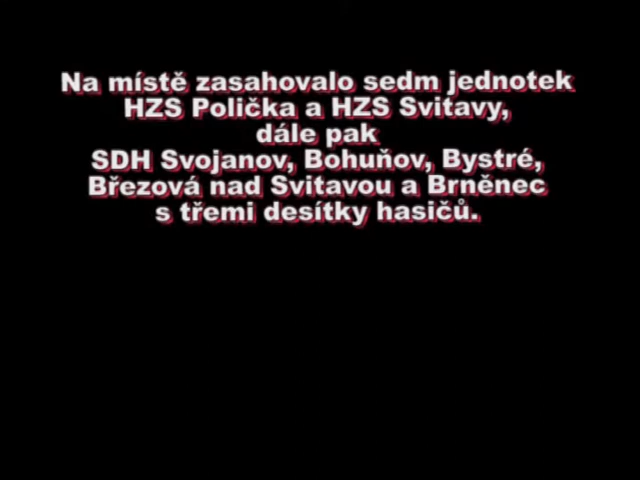 Na místě zasahovalo sedm jednotek
HZS Polička a HZS Svitavy,
dále pak
SDH Svojanov, Bohuňov, Bystré,
Březová nad Svitavou a Brněnec
s třemi desítky hasičů.